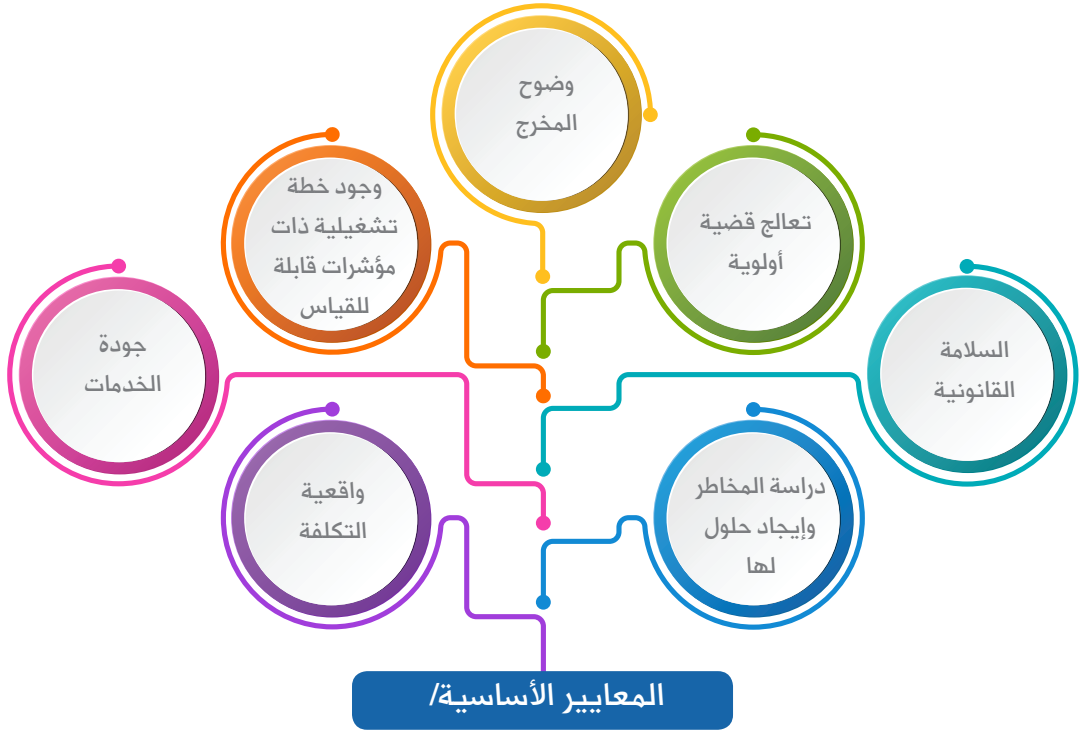 وضوح
المخرج
تعالج قضية
أولوية
وجود خطة
تشغيلية ذات
مؤشرات قابلة
للقياس
السلامة
القانونية
جودة
الخدمات
دراسة المخاطر
وإيجاد حلول
لها
واقعية
التكلفة
المعايير الأساسية/